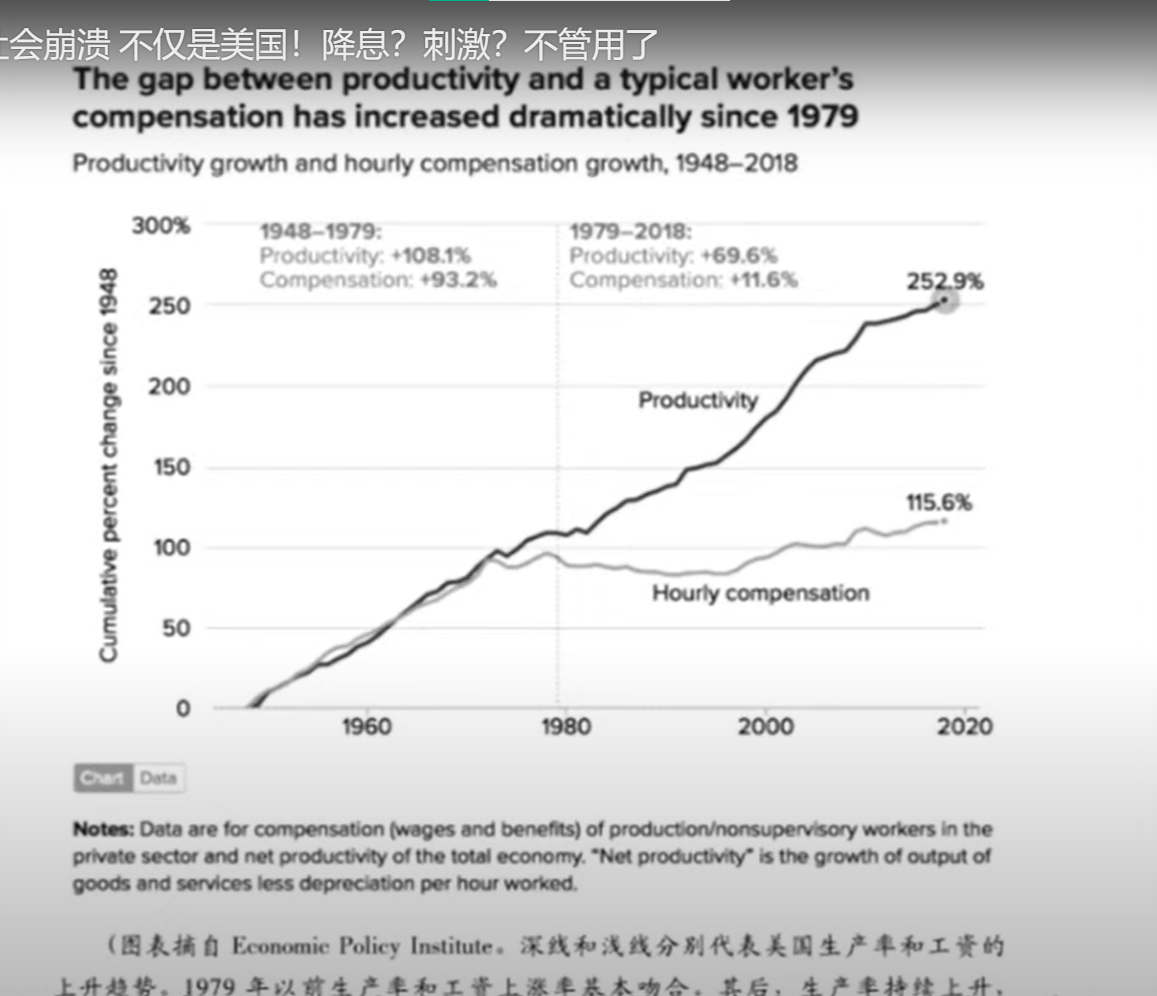 会崩溃 不仅是美国！降息？刺激？不管用了
The gap between productivity and a typical worker's
compensation has increased dramatically since 1979
Productivity growth and hourly compensation growth, 1948–2018
300%
1948–1979:
Productivity: +108.1%
Compensation: +93.2%
1979–2018:
Productivity: +69.6%
Compensation: +11.6%
252.9%
250
200
Productivity
150
115.6%
100
Hourly compensation
50
0
Cumulative percent change since 1948
1960
1980
2000
2020
Chart
Data
Notes: Data are for compensation (wages and benefits) of production/nonsupervisory workers in the
private sector and net productivity of the total economy. "Net productivity" is the growth of output of
goods and services less depreciation per hour worked.
（图表摘自 Economic Policy Institute。深线和浅线分别代表美国生产率和工资的
上升趋势。1979 年以前生产率和工资上涨率基本吻合。其后，生产率持续上升，